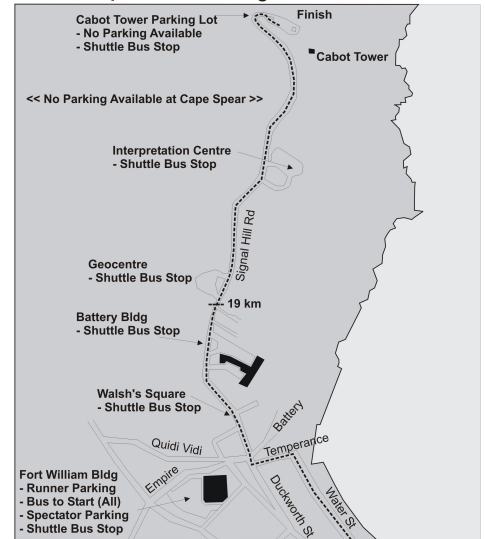 Cabot Tower Parking Lot
- No Parking Available
- Shuttle Bus Stop
Finish
Cabot Tower
<< No Parking Available at Cape Spear >>
Interpretation Centre
- Shuttle Bus Stop
Signal Hill Rd
Geocentre
- Shuttle Bus Stop
19 km
Battery Bldg
- Shuttle Bus Stop
Walsh's Square
- Shuttle Bus Stop
Battery
Quidi Vidi
Temperance
Empire
Fort William Bldg
- Runner Parking
- Bus to Start (All)
- Spectator Parking
- Shuttle Bus Stop
Duckworth St
Water St